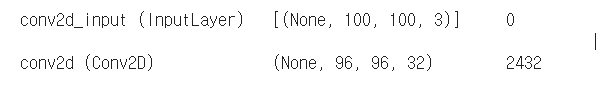 conv2d_input (InputLayer) [(None, 100, 100, 3)] 0
conv2d (Conv2D) (None, 96, 96, 32) 2432